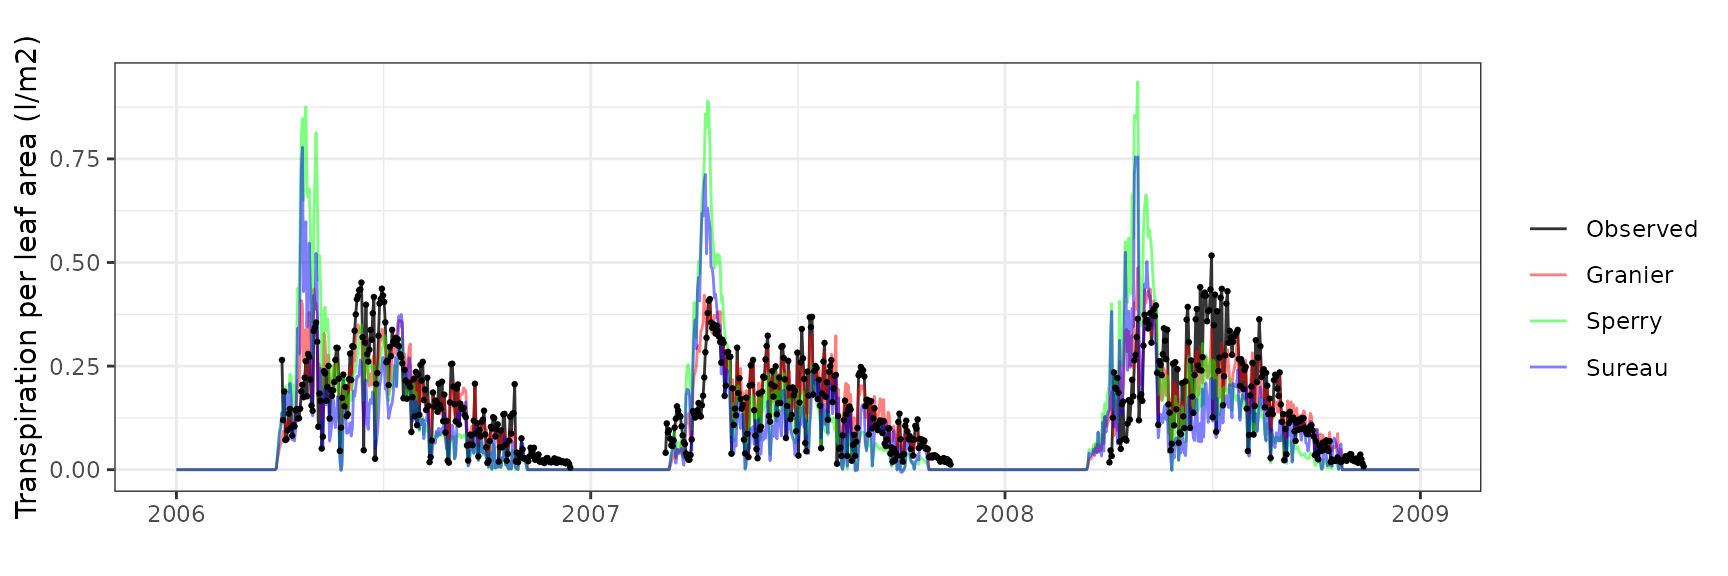 Transpiration per leaf area (l/m2)
0.75
0.50
0.25
0.00
2006 2007 2008 2009
Observed
Granier
Sperry
Sureau